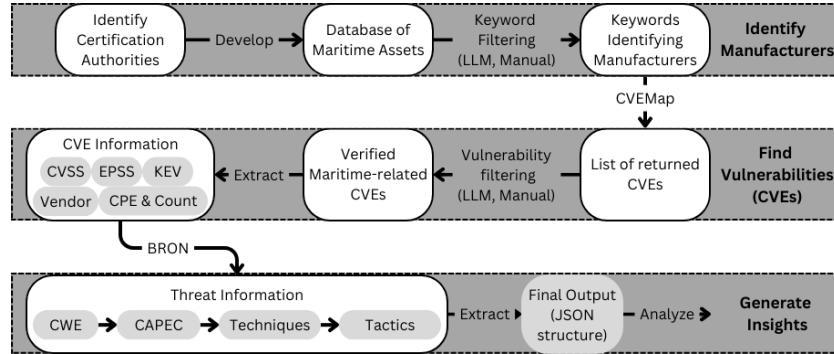 Identify
Certification
Authorities
Develop
Database of
Maritime Assets
Keyword
Filtering
(LLM, Manual)
Keywords
Identifying
Manufacturers
Identify
Manufacturers
CVEMap
CVE Information
CVSS
EPSS
KEV
Vendor
CPE & Count
Extract
Verified
Maritime-related
CVEs
Vulnerability
filtering
(LLM, Manual)
List of returned
CVEs
Find
Vulnerabilities
(CVEs)
BRON
Threat Information
CWE
CAPEC
Techniques
Tactics
Extract
Final Output
(JSON
structure)
Analyze
Generate
Insights